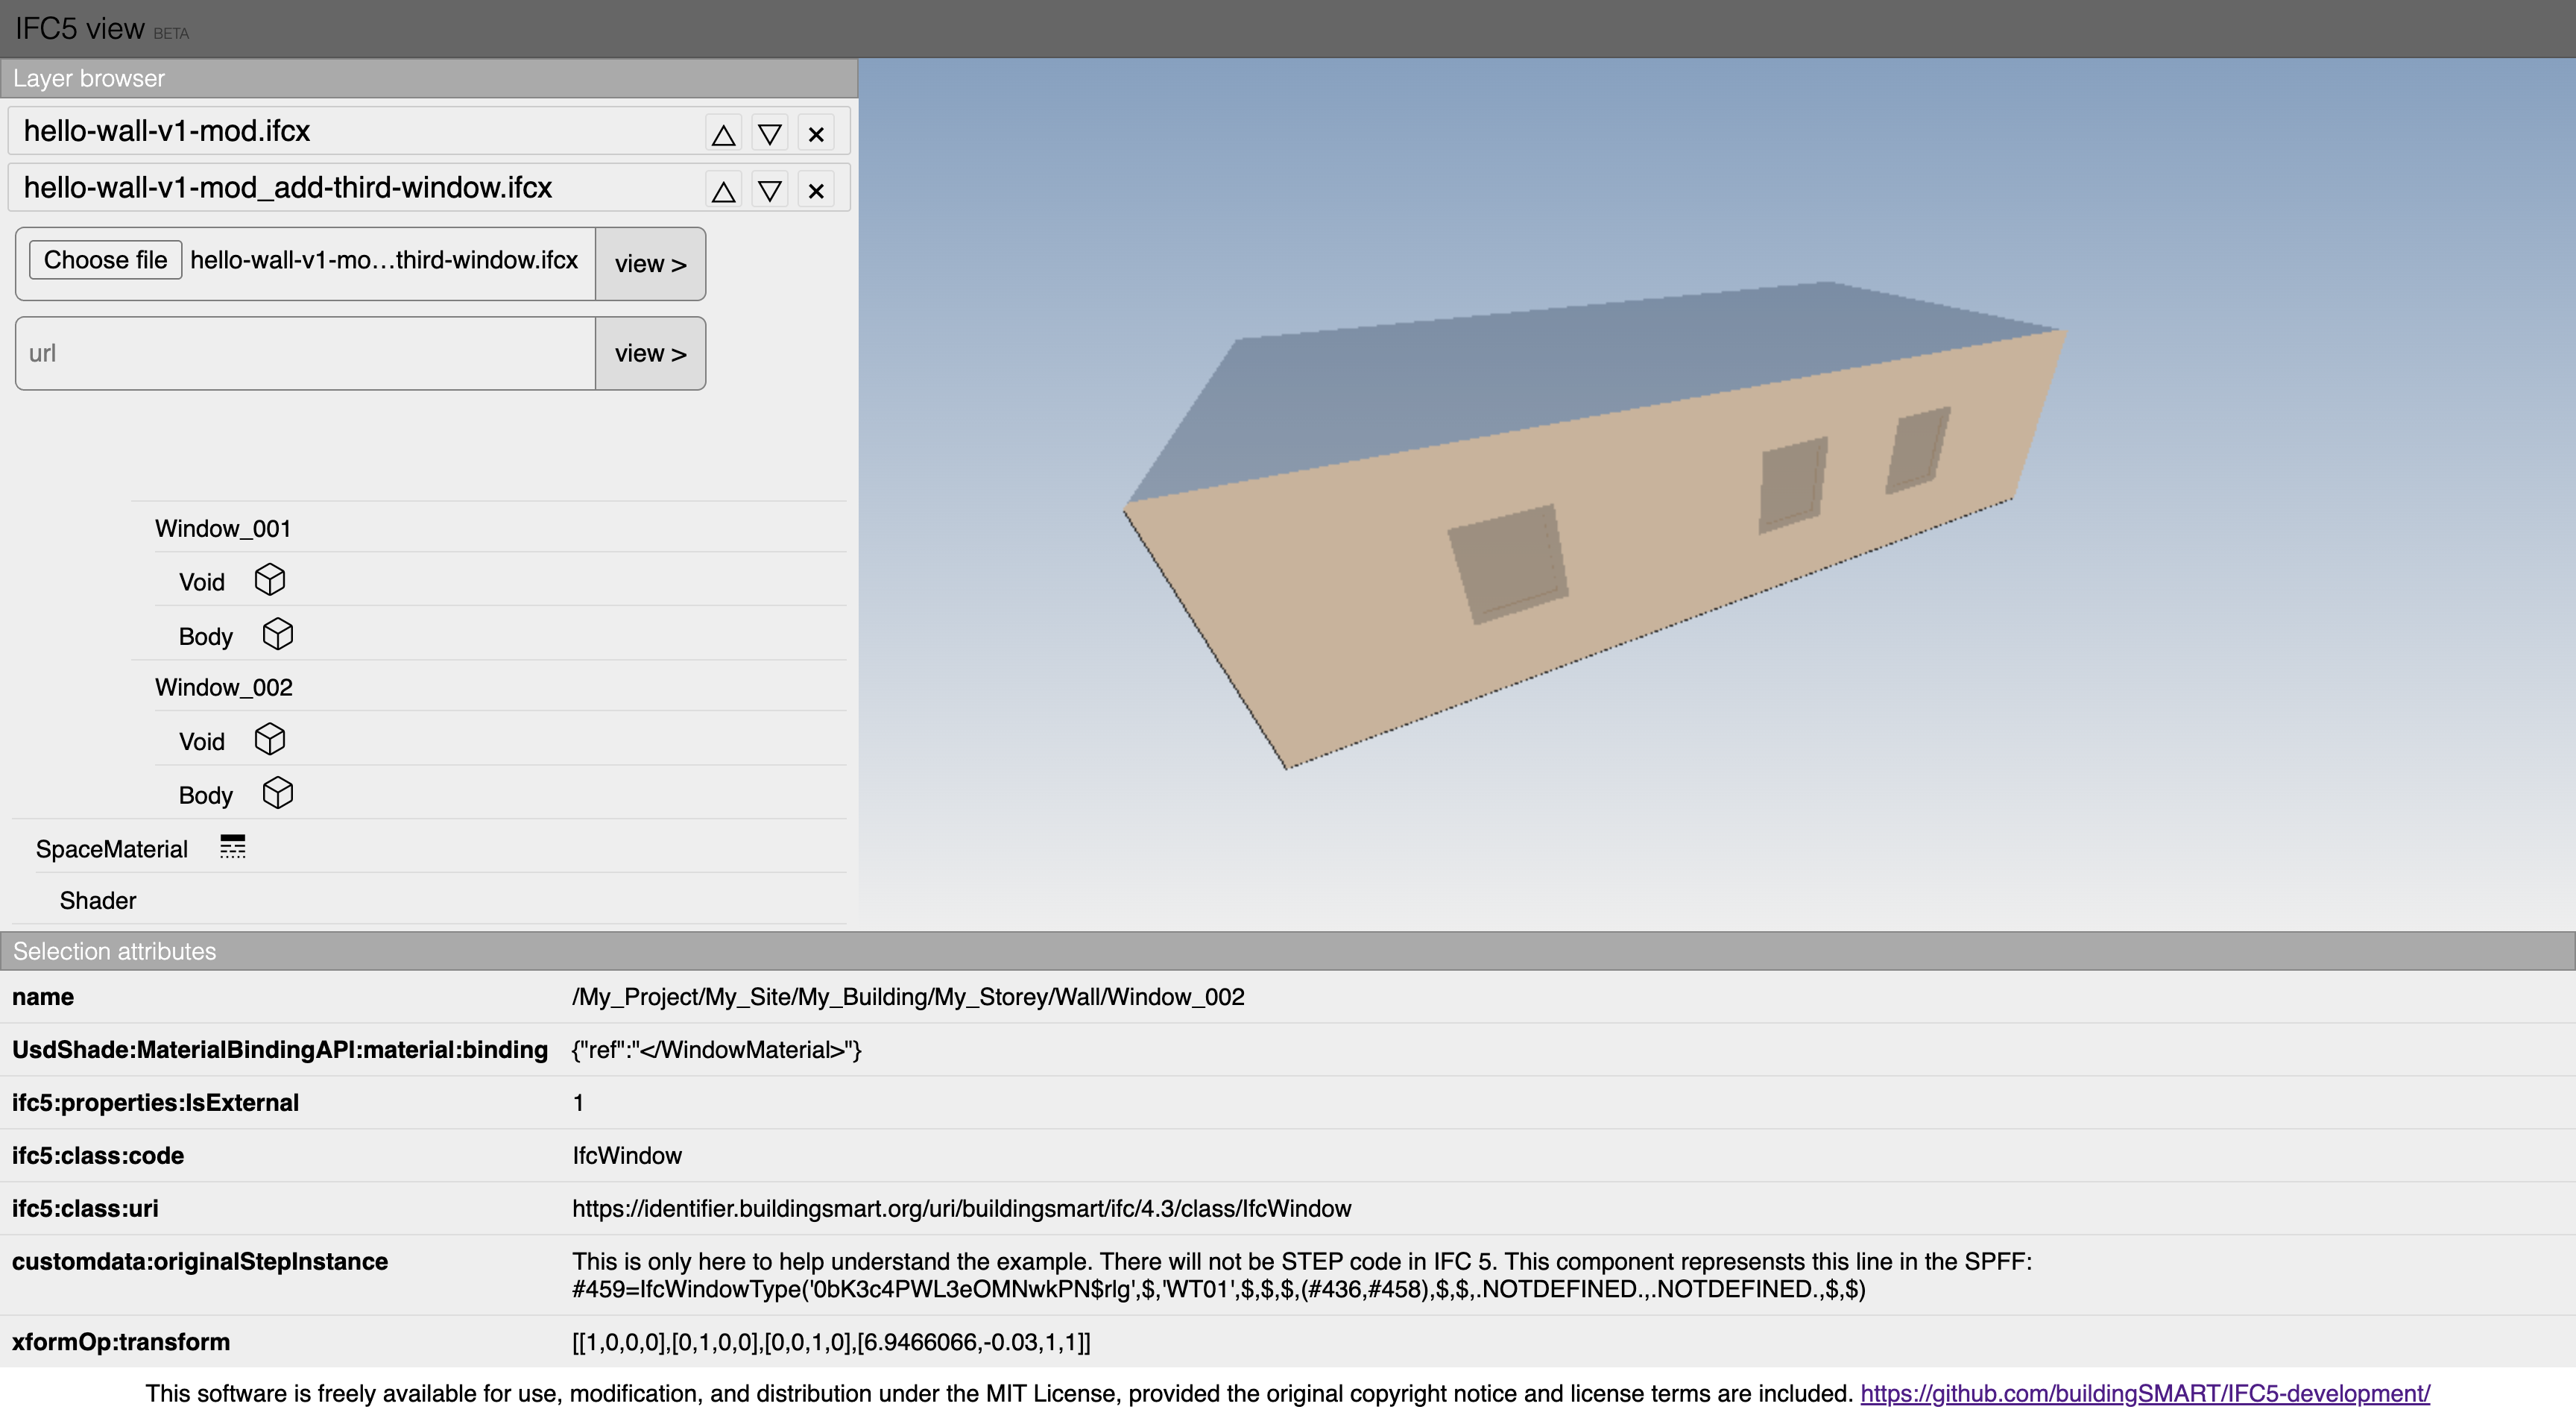 IFC5 view BETA
Layer browser
hello-wall-v1-mod.ifcx
hello-wall-v1-mod_add-third-window.ifcx
Choose file hello-wall-v1-mo…third-window.ifcx view >
url view >
Window_001
Void
Body
Window_002
Void
Body
SpaceMaterial
Shader
Selection attributes
name /My_Project/My_Site/My_Building/My_Storey/Wall/Window_002
UsdShade:MaterialBindingAPI:material:binding {"ref":"</WindowMaterial>"}
ifc5:properties:IsExternal 1
ifc5:class:code IfcWindow
ifc5:class:uri https://identifier.buildingsmart.org/uri/buildingsmart/ifc/4.3/class/IfcWindow
customdata:originalStepInstance This is only here to help understand the example. There will not be STEP code in IFC 5. This component represensts this line in the SPFF:
#459=IfcWindowType('0bK3c4PWL3eOMNwkPN$rlg',$,'WT01',$,$,$,(#436,#458),$,$,.NOTDEFINED.,.NOTDEFINED.,$,$)
xformOp:transform [[1,0,0,0],[0,1,0,0],[0,0,1,0],[6.9466066,-0.03,1,1]]
This software is freely available for use, modification, and distribution under the MIT License, provided the original copyright notice and license terms are included. https://github.com/buildingSMART/IFC5-development/